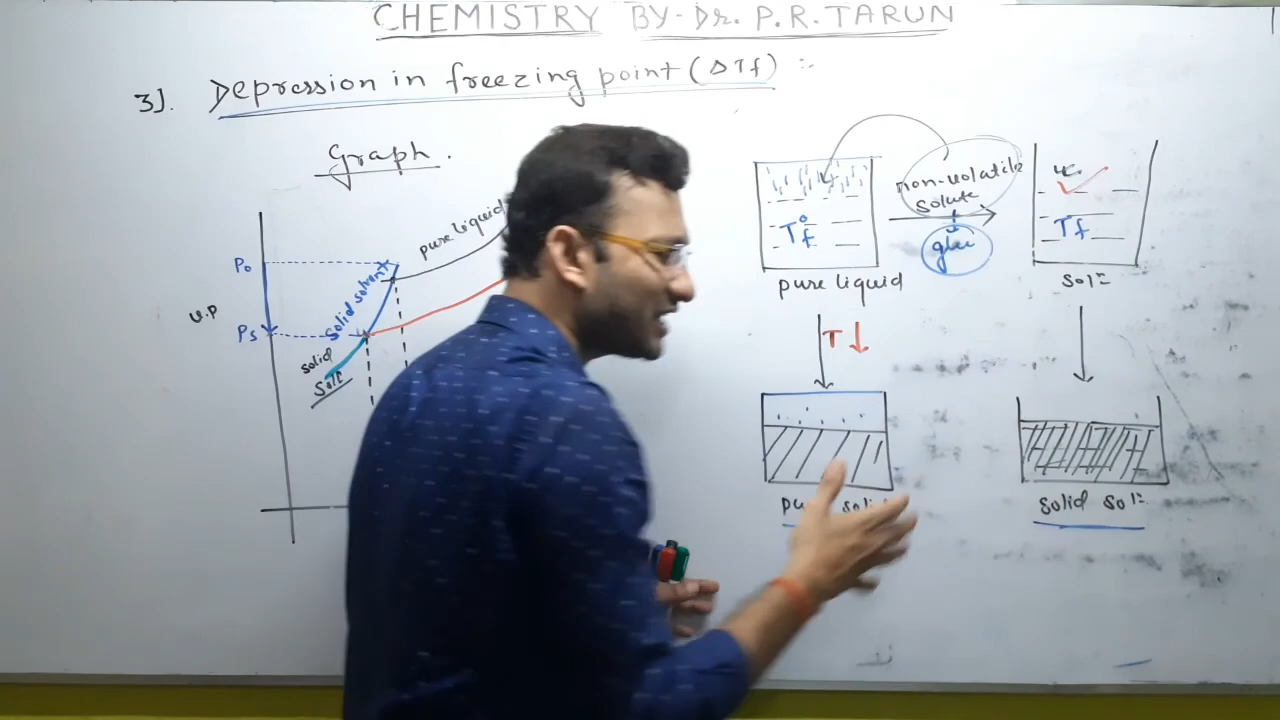 CHEMISTRY BY- Dr. P.R.TARUN
3]. Depression in freezing point (ΔTf) :-
Graph.
pure liquid
P₀
solid solvent
v.p
Ps
solid
solⁿ
non-volatile
solute
T°f
glu
Tf
pure liquid
solⁿ
T↓
solid solⁿ